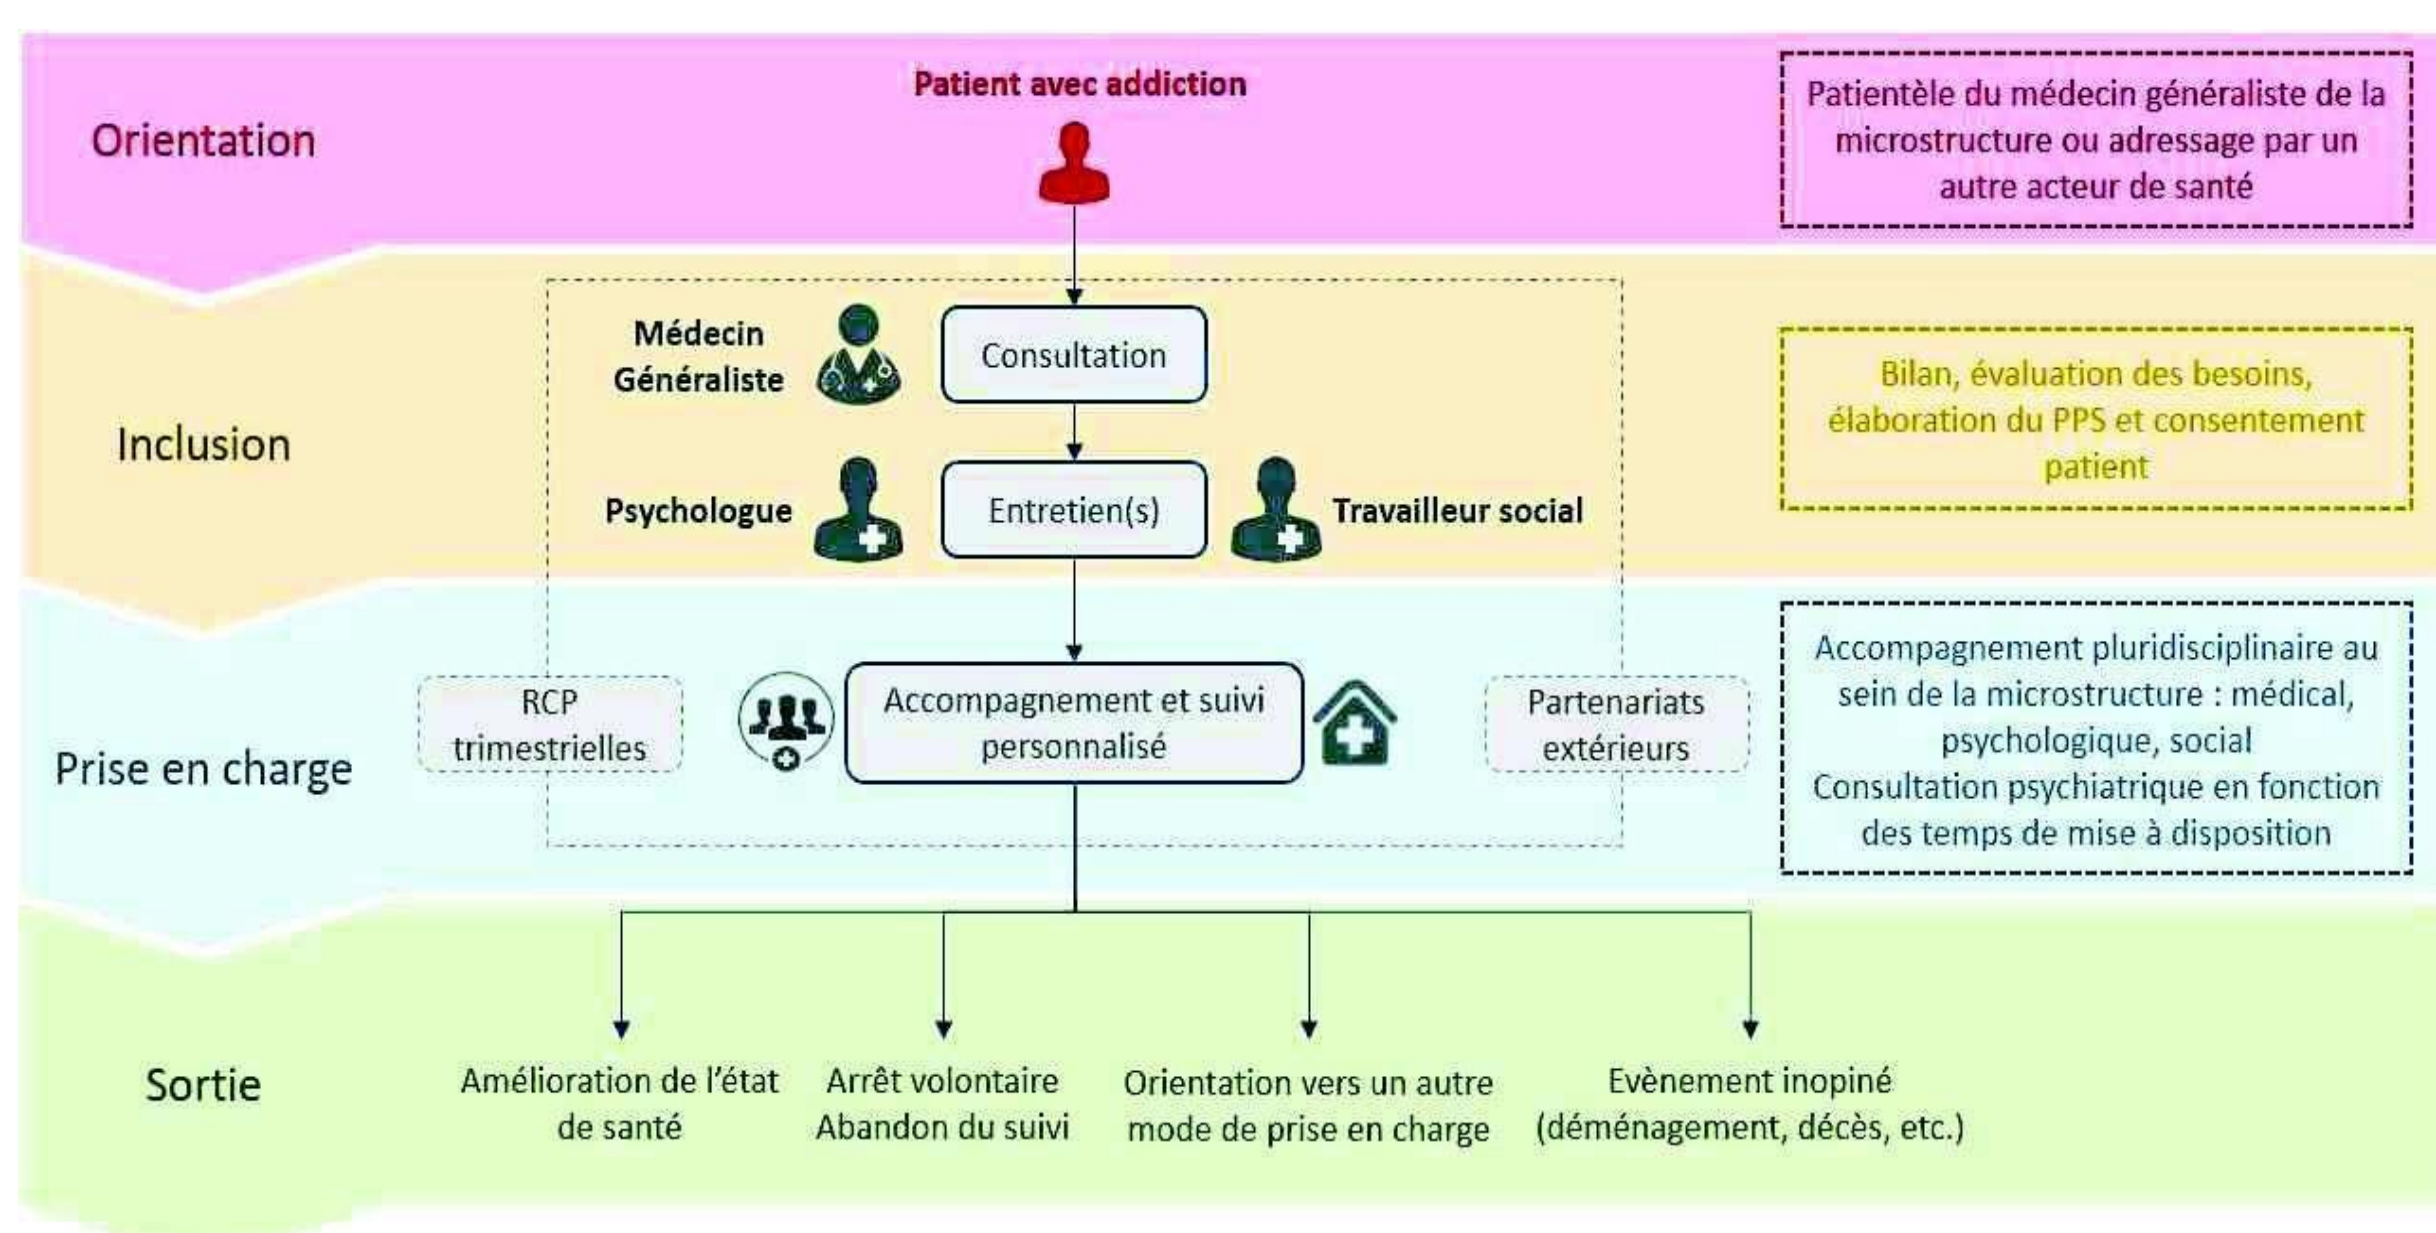 Orientation
Patient avec addiction
Patientèle du médecin généraliste de la
microstructure ou adressage par un
autre acteur de santé
Inclusion
Médecin
Généraliste
Consultation
Psychologue
Entretien(s)
Travailleur social
Bilan, évaluation des besoins,
élaboration du PPS et consentement
patient
Prise en charge
RCP
trimestrielles
Accompagnement et suivi
personnalisé
Partenariats
extérieurs
Accompagnement pluridisciplinaire au
sein de la microstructure : médical,
psychologique, social
Consultation psychiatrique en fonction
des temps de mise à disposition
Sortie
Amélioration de l'état
de santé
Arrêt volontaire
Abandon du suivi
Orientation vers un autre
mode de prise en charge
Evènement inopiné
(déménagement, décès, etc.)